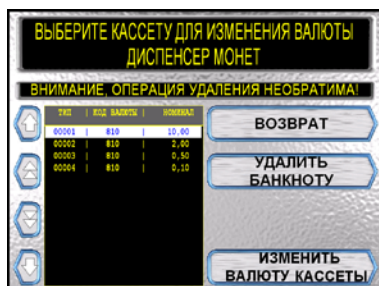 ВЫБЕРИТЕ КАССЕТУ ДЛЯ ИЗМЕНЕНИЯ ВАЛЮТЫ
ДИСПЕНСЕР МОНЕТ
ВНИМАНИЕ, ОПЕРАЦИЯ УДАЛЕНИЯ НЕОБРАТИМА!
ТИП | КОД ВАЛЮТЫ | НОМИНАЛ
00001 | 810 | 10,00
00002 | 810 | 2,00
00003 | 810 | 0,50
00004 | 810 | 0,10
ВОЗВРАТ
УДАЛИТЬ
БАНКНОТУ
ИЗМЕНИТЬ
ВАЛЮТУ КАССЕТЫ